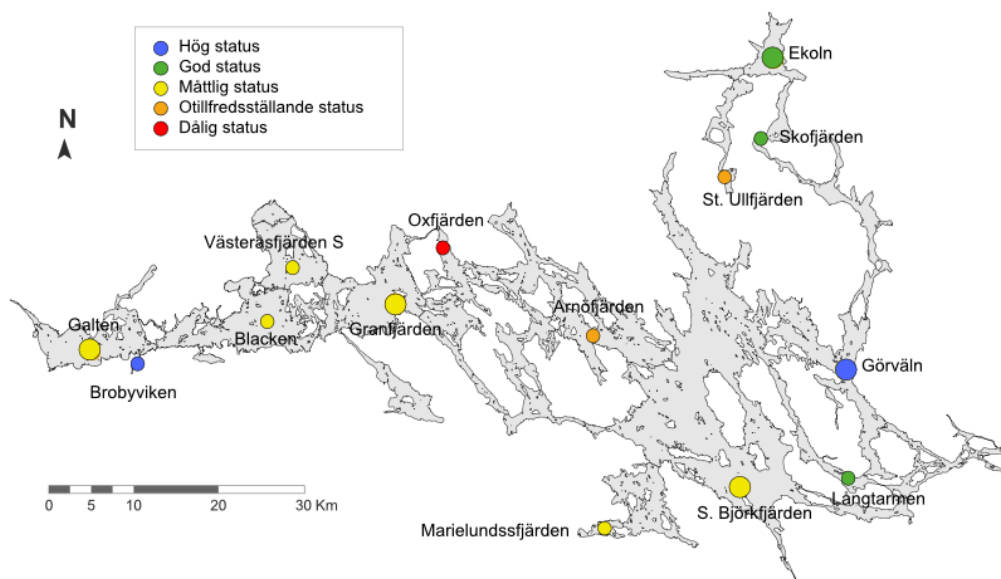 Hög status
God status
Måttlig status
Otillfredsställande status
Dålig status
N
Ekoln
Skofjärden
St. Ullfjärden
Oxfjärden
Västeråsfjärden S
Arnöfjärden
Galten
Blacken
Granfjärden
Görväln
Brobyviken
Långtarmen
S. Björkfjärden
Marielundssfjärden
0 5 10 20 30 Km